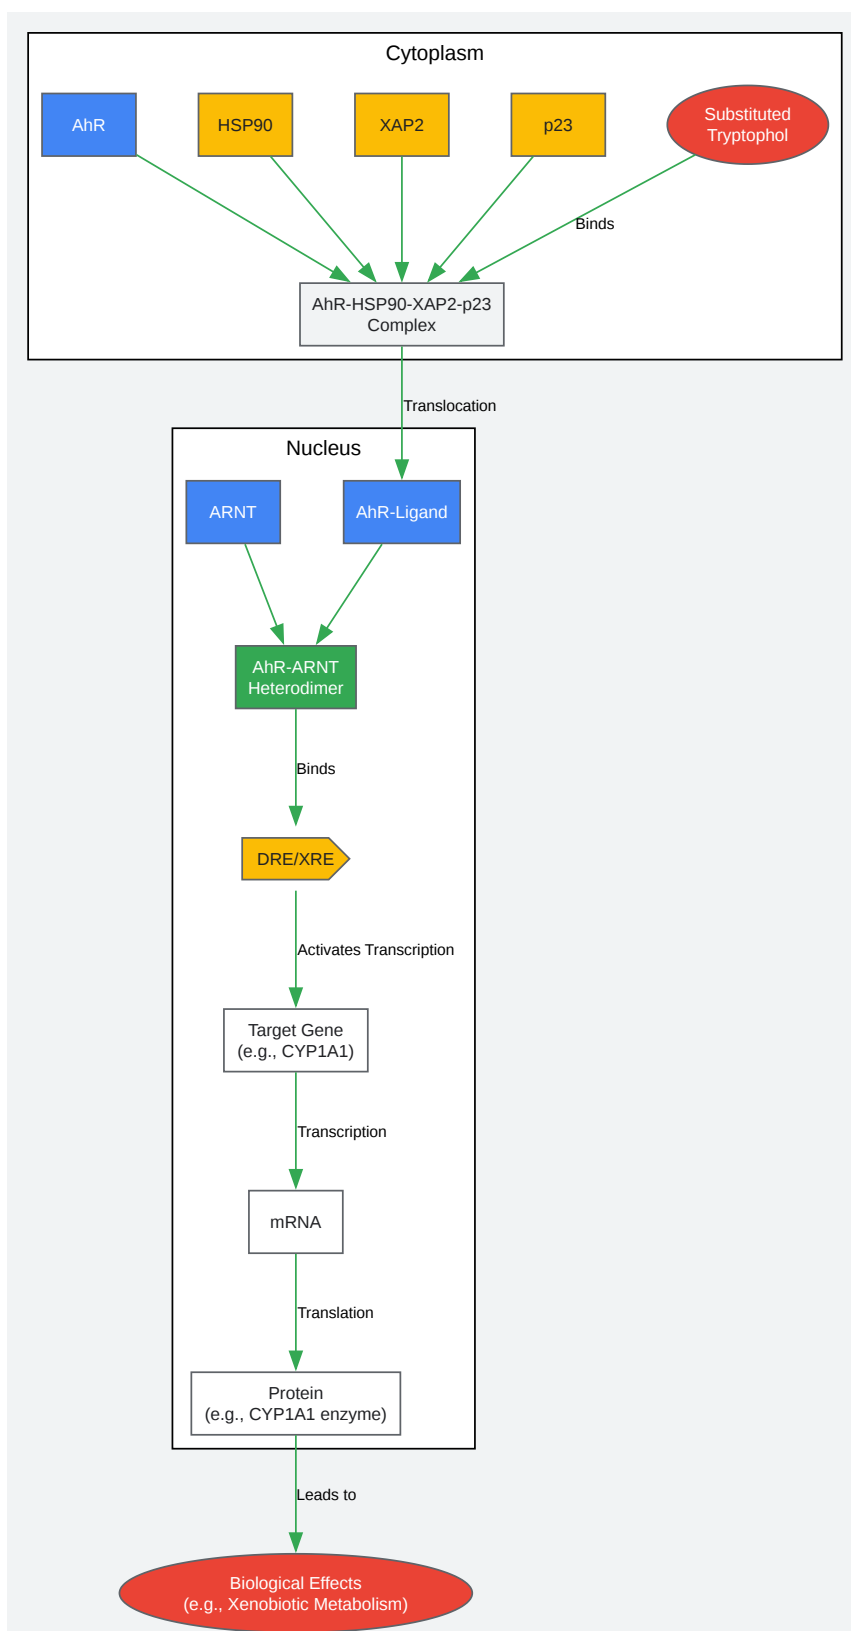 Cytoplasm
AhR
HSP90
XAP2
p23
Substituted
Tryptophol
Binds
AhR-HSP90-XAP2-p23
Complex
Translocation
Nucleus
ARNT
AhR-Ligand
AhR-ARNT
Heterodimer
Binds
DRE/XRE
Activates Transcription
Target Gene
(e.g., CYP1A1)
Transcription
mRNA
Translation
Protein
(e.g., CYP1A1 enzyme)
Leads to
Biological Effects
(e.g., Xenobiotic Metabolism)